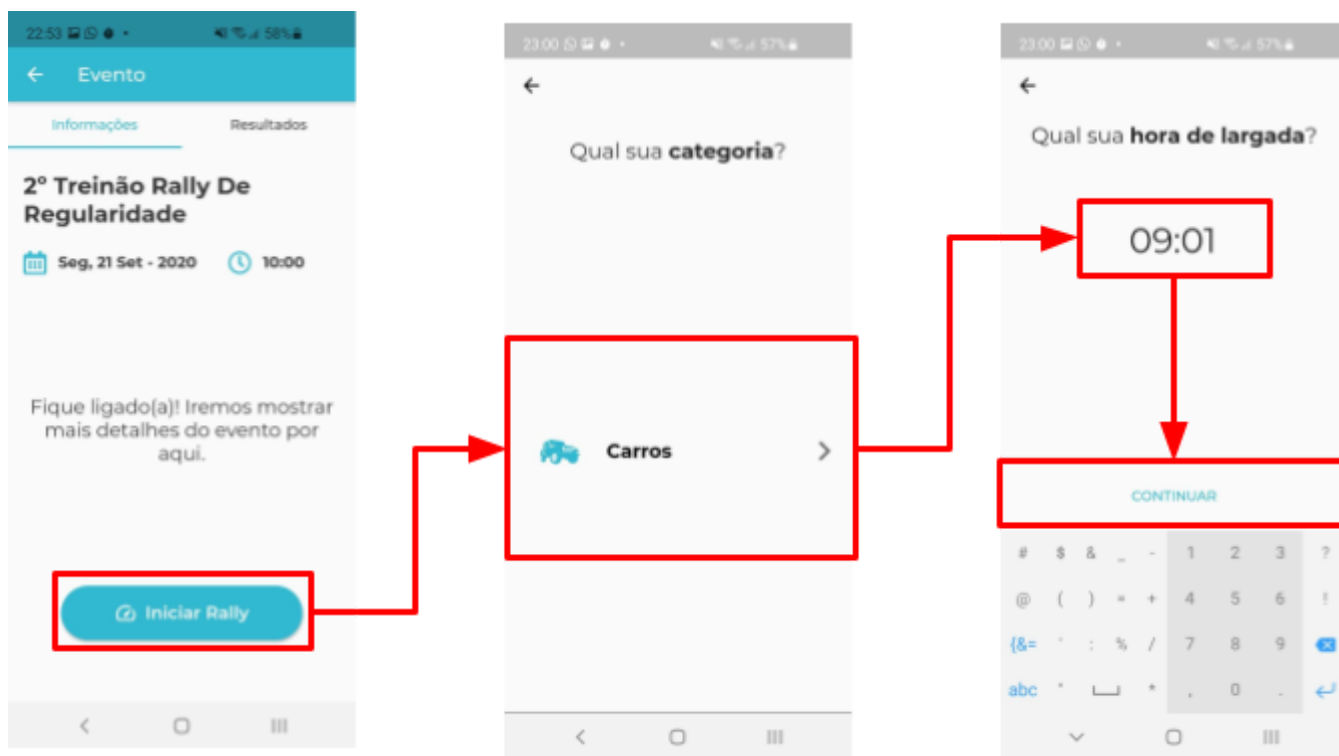 22:53
58%
Evento
Informações
Resultados
2º Treinão Rally De
Regularidade
Seg, 21 Set - 2020
10:00
Fique ligado(a)! Iremos mostrar
mais detalhes do evento por
aqui.
Iniciar Rally
23:00
57%
Qual sua categoria?
Carros
23:00
57%
Qual sua hora de largada?
09:01
CONTINUAR
# $ & _ - 1 2 3 ?
@ ( ) = + 4 5 6 !
{&= : % / 7 8 9
abc * , 0 .